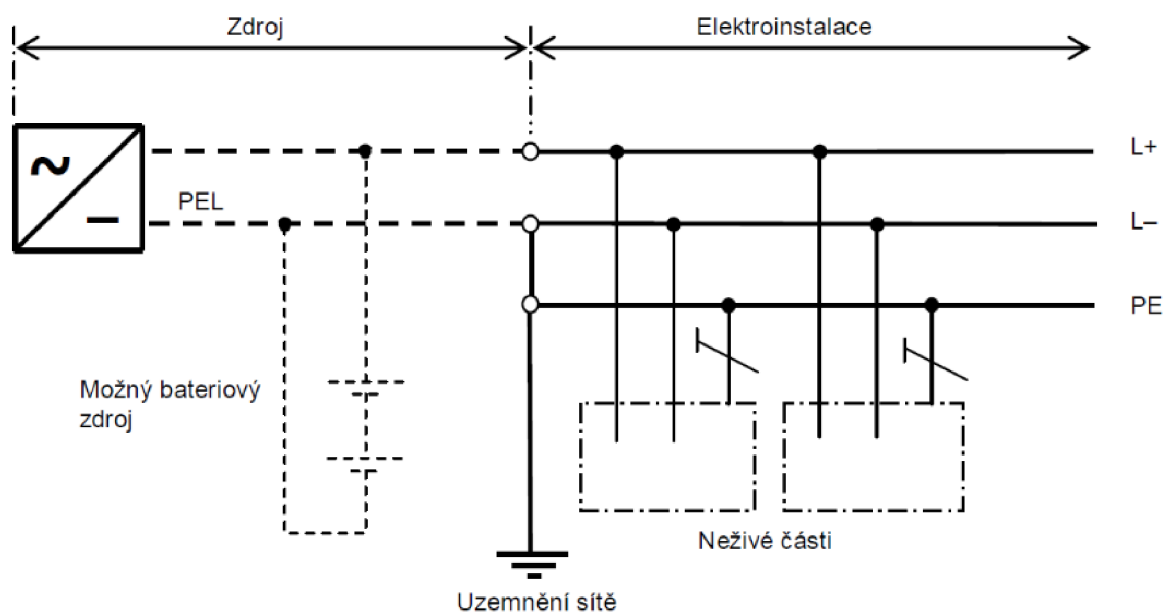 Zdroj
Elektroinstalace
~
–
PEL
L+
L–
PE
Možný bateriový
zdroj
Neživé části
Uzemnění sítě